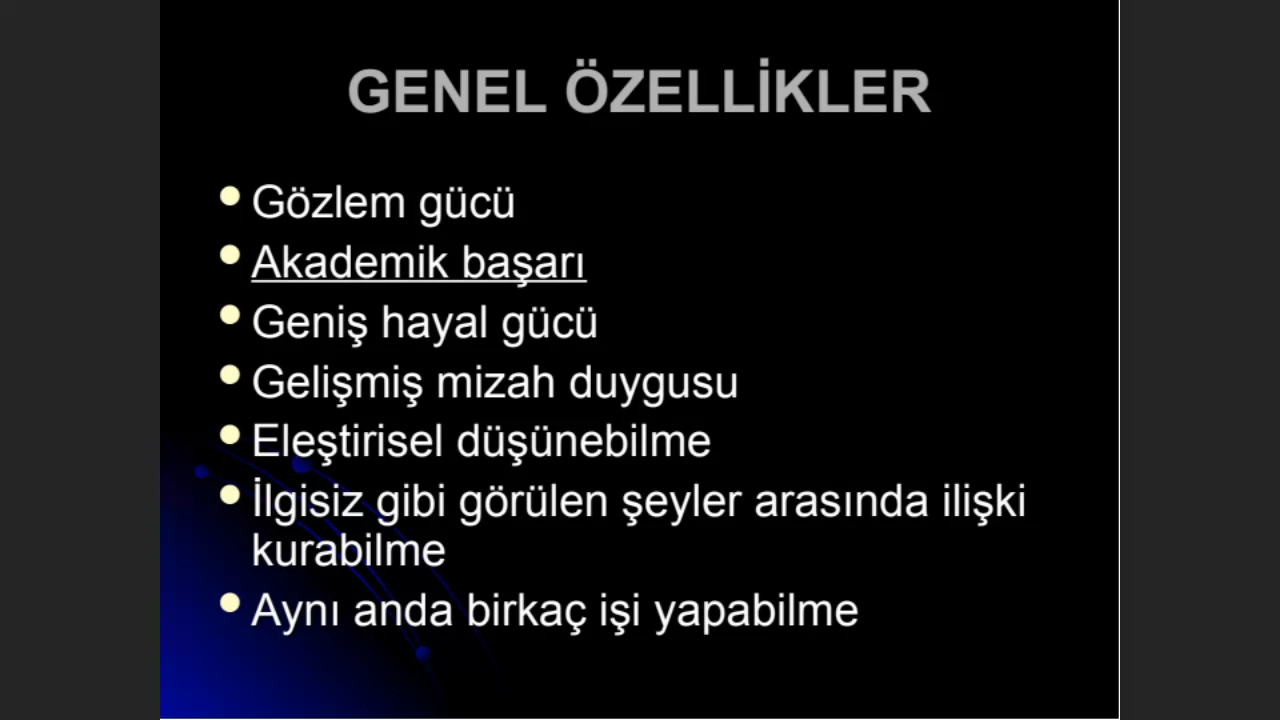 GENEL ÖZELLİKLER
Gözlem gücü
Akademik başarı
Geniş hayal gücü
Gelişmiş mizah duygusu
Eleştirisel düşünebilme
İlgisiz gibi görülen şeyler arasında ilişki
kurabilme
Aynı anda birkaç işi yapabilme